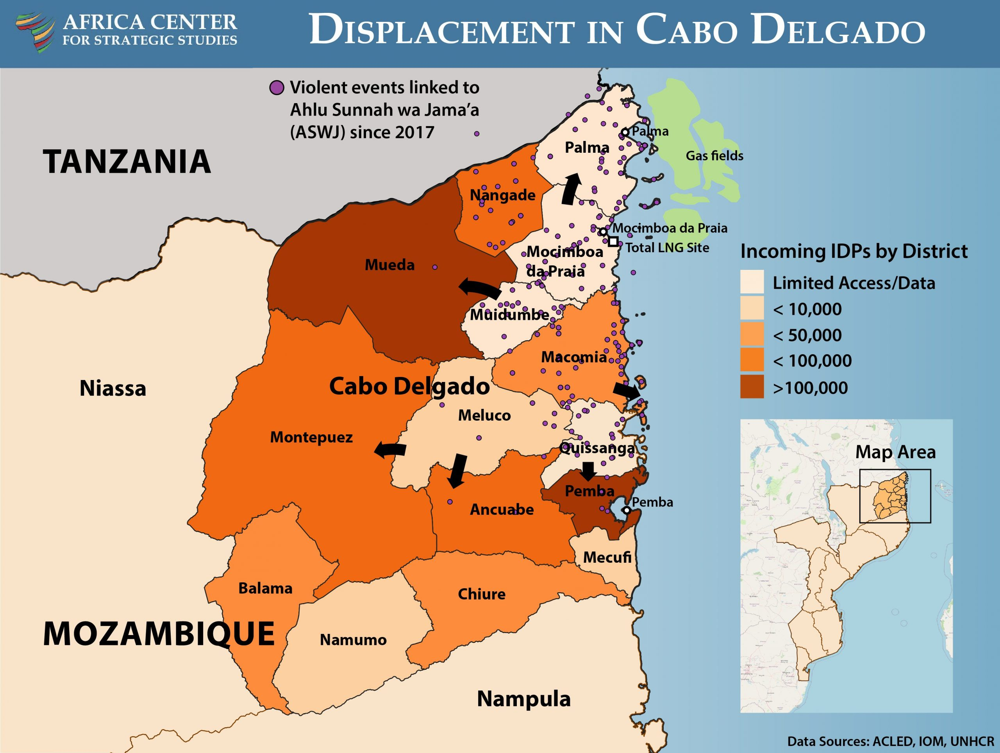 AFRICA CENTER
FOR STRATEGIC STUDIES
DISPLACEMENT IN CABO DELGADO
Violent events linked to
Ahlu Sunnah wa Jama’a
(ASWJ) since 2017
TANZANIA
Palma
Palma
Gas fields
Nangade
Mocimboa da Praia
Total LNG Site
Mocimboa
da Praia
Mueda
Muidumbe
Macomia
Niassa
Cabo Delgado
Meluco
Montepuez
Quissanga
Pemba
Pemba
Ancuabe
Mecufi
Balama
Chiure
MOZAMBIQUE
Namumo
Nampula
Incoming IDPs by District
Limited Access/Data
< 10,000
< 50,000
< 100,000
>100,000
Map Area
Data Sources: ACLED, IOM, UNHCR